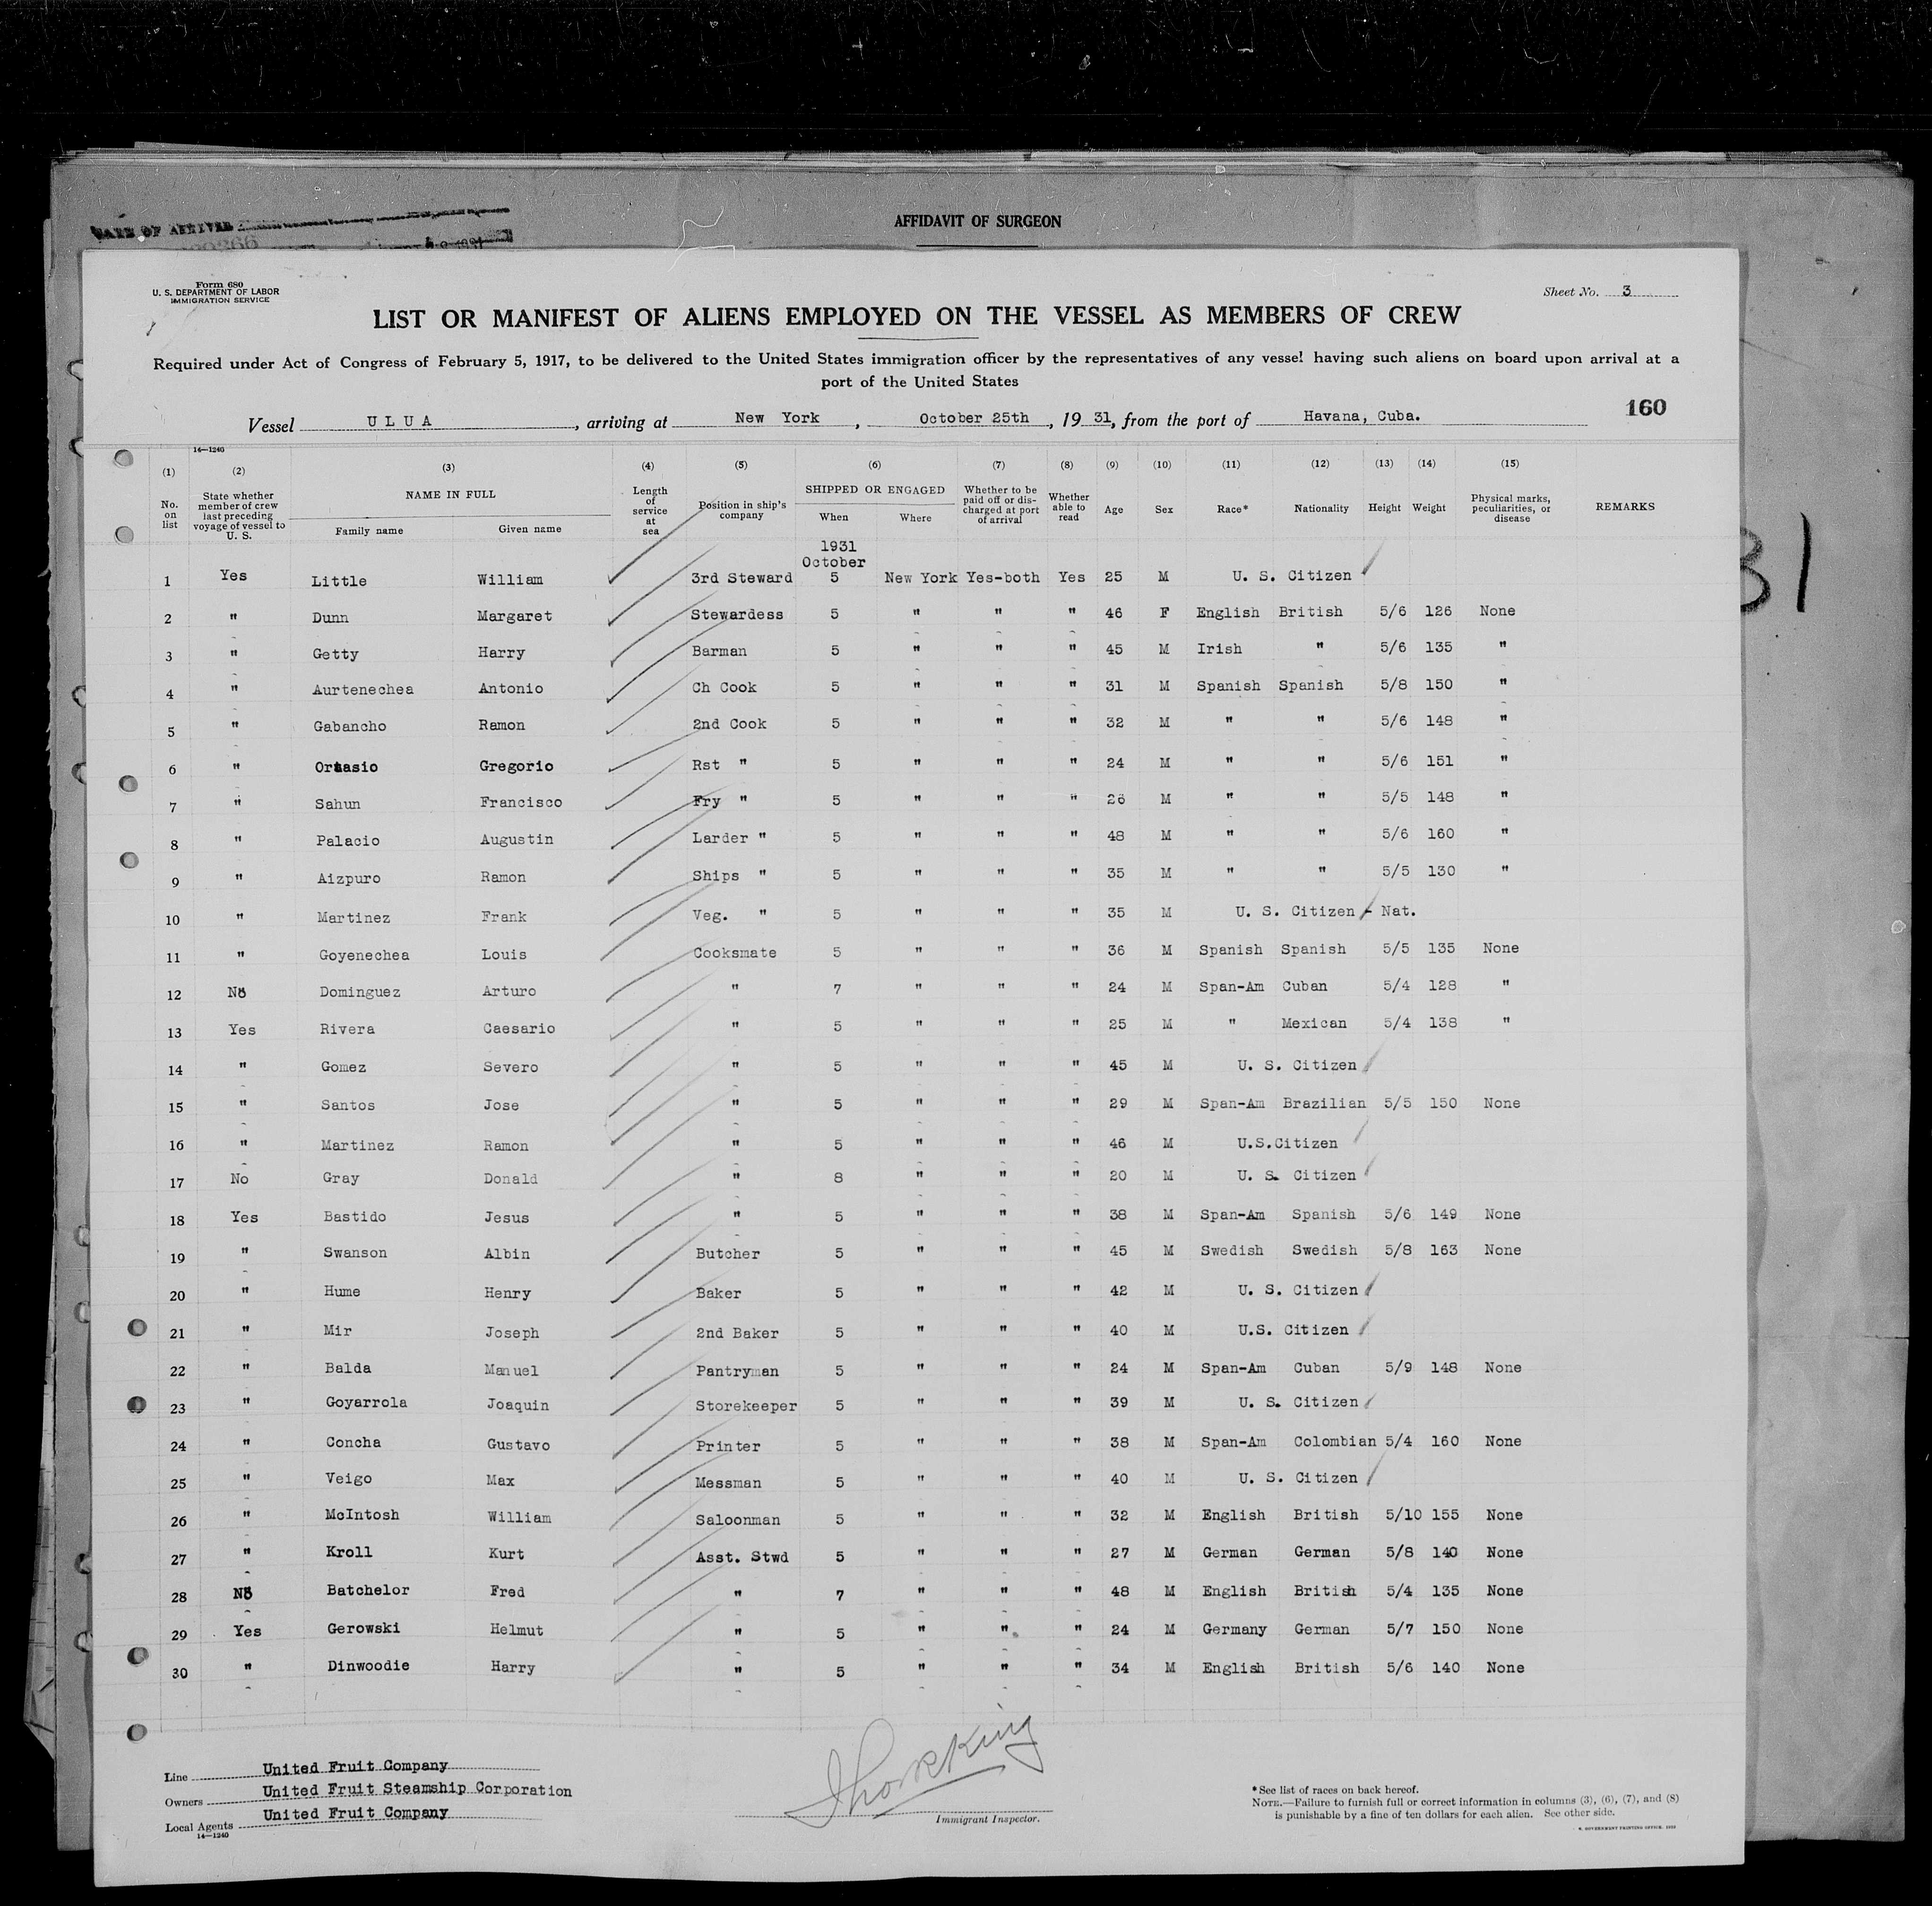 DATE OF ARRIVAL
AFFIDAVIT OF SURGEON
Form 680
U. S. DEPARTMENT OF LABOR
IMMIGRATION SERVICE
Sheet No. 3
LIST OR MANIFEST OF ALIENS EMPLOYED ON THE VESSEL AS MEMBERS OF CREW
Required under Act of Congress of February 5, 1917, to be delivered to the United States immigration officer by the representatives of any vessel having such aliens on board upon arrival at a
port of the United States
160
Vessel ULUA, arriving at New York, October 25th, 1931, from the port of Havana, Cuba.
14—1240
(1) (2) (3) (4) (5) (6) (7) (8) (9) (10) (11) (12) (13) (14) (15)
No. on list State whether member of crew last preceding voyage of vessel to U. S. NAME IN FULL Family name Given name Length of service at sea Position in ship's company SHIPPED OR ENGAGED When Where Whether to be paid off or discharged at port of arrival Whether able to read Age Sex Race* Nationality Height Weight Physical marks, peculiarities, or disease REMARKS
1931
October
1 Yes Little William 3rd Steward 5 New York Yes-both Yes 25 M U. S. Citizen
2 " Dunn Margaret Stewardess 5 " " " 46 F English British 5/6 126 None
3 " Getty Harry Barman 5 " " " 45 M Irish " 5/6 135 "
4 " Aurtenechea Antonio Ch Cook 5 " " " 31 M Spanish Spanish 5/8 150 "
5 " Gabancho Ramon 2nd Cook 5 " " " 32 M " " 5/6 148 "
6 " Gregorio Rst " 5 " " " 24 M " " 5/6 151 "
7 " Sahun Francisco Fry " 5 " " " 26 M " " 5/5 148 "
8 " Palacio Augustin Larder " 5 " " " 48 M " " 5/6 160 "
9 " Aizpuro Ramon Ships " 5 " " " 35 M " " 5/5 130 "
10 " Martinez Frank Veg. " 5 " " " 35 M U. S. Citizen - Nat.
11 " Goyenechea Louis Cooksmate 5 " " " 36 M Spanish Spanish 5/5 135 None
12 No Dominguez Arturo " 7 " " " 24 M Span-Am Cuban 5/4 128 "
13 Yes Rivera Caesario " 5 " " " 25 M " Mexican 5/4 138 "
14 " Gomez Severo " 5 " " " 45 M U. S. Citizen
15 " Santos Jose " 5 " " " 29 M Span-Am Brazilian 5/5 150 None
16 " Martinez Ramon " 5 " " " 46 M U.S.Citizen
17 No Gray Donald " 8 " " " 20 M U. S. Citizen
18 Yes Bastido Jesus " 5 " " " 38 M Span-Am Spanish 5/6 149 None
19 " Swanson Albin Butcher 5 " " " 45 M Swedish Swedish 5/8 163 None
20 " Hume Henry Baker 5 " " " 42 M U. S. Citizen
21 " Mir Joseph 2nd Baker 5 " " " 40 M U.S. Citizen
22 " Balda Manuel Pantryman 5 " " " 24 M Span-Am Cuban 5/9 148 None
23 " Goyarrola Joaquin Storekeeper 5 " " " 39 M U. S. Citizen
24 " Concha Gustavo Printer 5 " " " 38 M Span-Am Colombian 5/4 160 None
25 " Veigo Max Messman 5 " " " 40 M U. S. Citizen
26 " McIntosh William Saloonman 5 " " " 32 M English British 5/10 155 None
27 " Kroll Kurt Asst. Stwd 5 " " " 27 M German German 5/8 140 None
28 No Batchelor Fred " 7 " " " 48 M English British 5/4 135 None
29 Yes Gerowski Helmut " 5 " " " 24 M Germany German 5/7 150 None
30 " Dinwoodie Harry " 5 " " " 34 M English British 5/6 140 None
Line United Fruit Company
Owners United Fruit Steamship Corporation
Local Agents United Fruit Company
14—1240
Immigrant Inspector.
*See list of races on back hereof.
NOTE.—Failure to furnish full or correct information in columns (3), (6), (7), and (8)
is punishable by a fine of ten dollars for each alien. See other side.
31